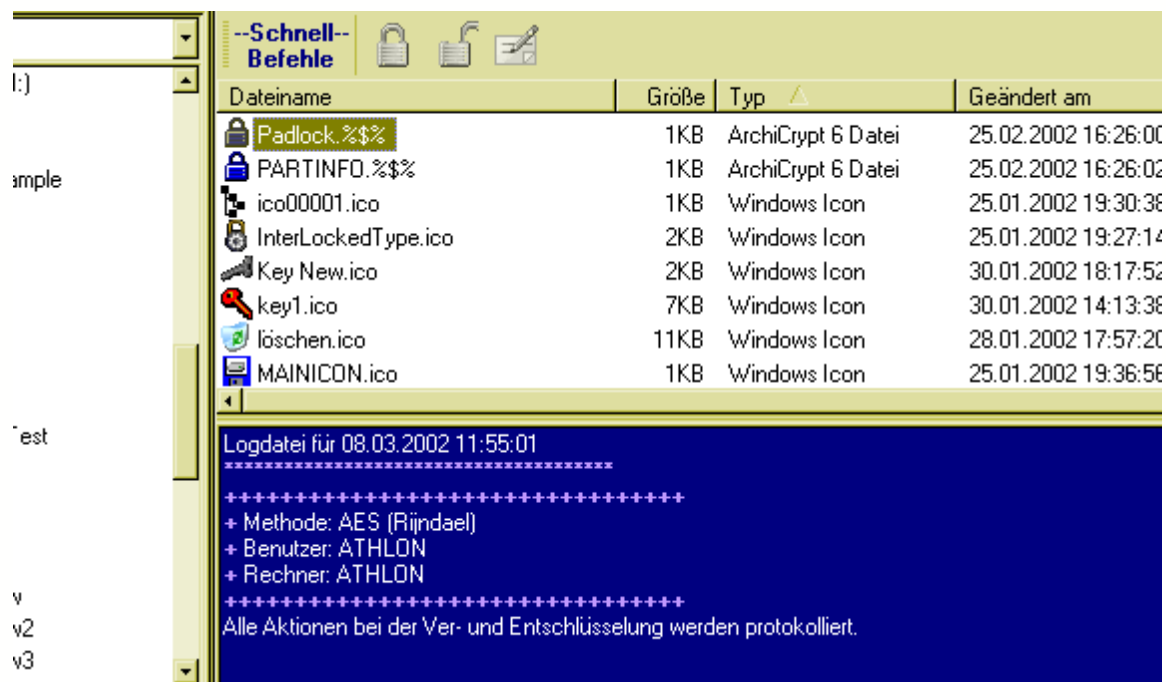 --Schnell--
Befehle
l:)
ample
Test
v
v2
v3
Dateiname Größe Typ Geändert am
Padlock.%$% 1KB ArchiCrypt 6 Datei 25.02.2002 16:26:00
PARTINFO.%$% 1KB ArchiCrypt 6 Datei 25.02.2002 16:26:02
ico00001.ico 1KB Windows Icon 25.01.2002 19:30:38
InterLockedType.ico 2KB Windows Icon 25.01.2002 19:27:14
Key New.ico 2KB Windows Icon 30.01.2002 18:17:52
key1.ico 7KB Windows Icon 30.01.2002 14:13:38
löschen.ico 11KB Windows Icon 28.01.2002 17:57:20
MAINICON.ico 1KB Windows Icon 25.01.2002 19:36:56
Logdatei für 08.03.2002 11:55:01
***************************************
++++++++++++++++++++++++++++++++++
+ Methode: AES (Rijndael)
+ Benutzer: ATHLON
+ Rechner: ATHLON
++++++++++++++++++++++++++++++++++
Alle Aktionen bei der Ver- und Entschlüsselung werden protokolliert.